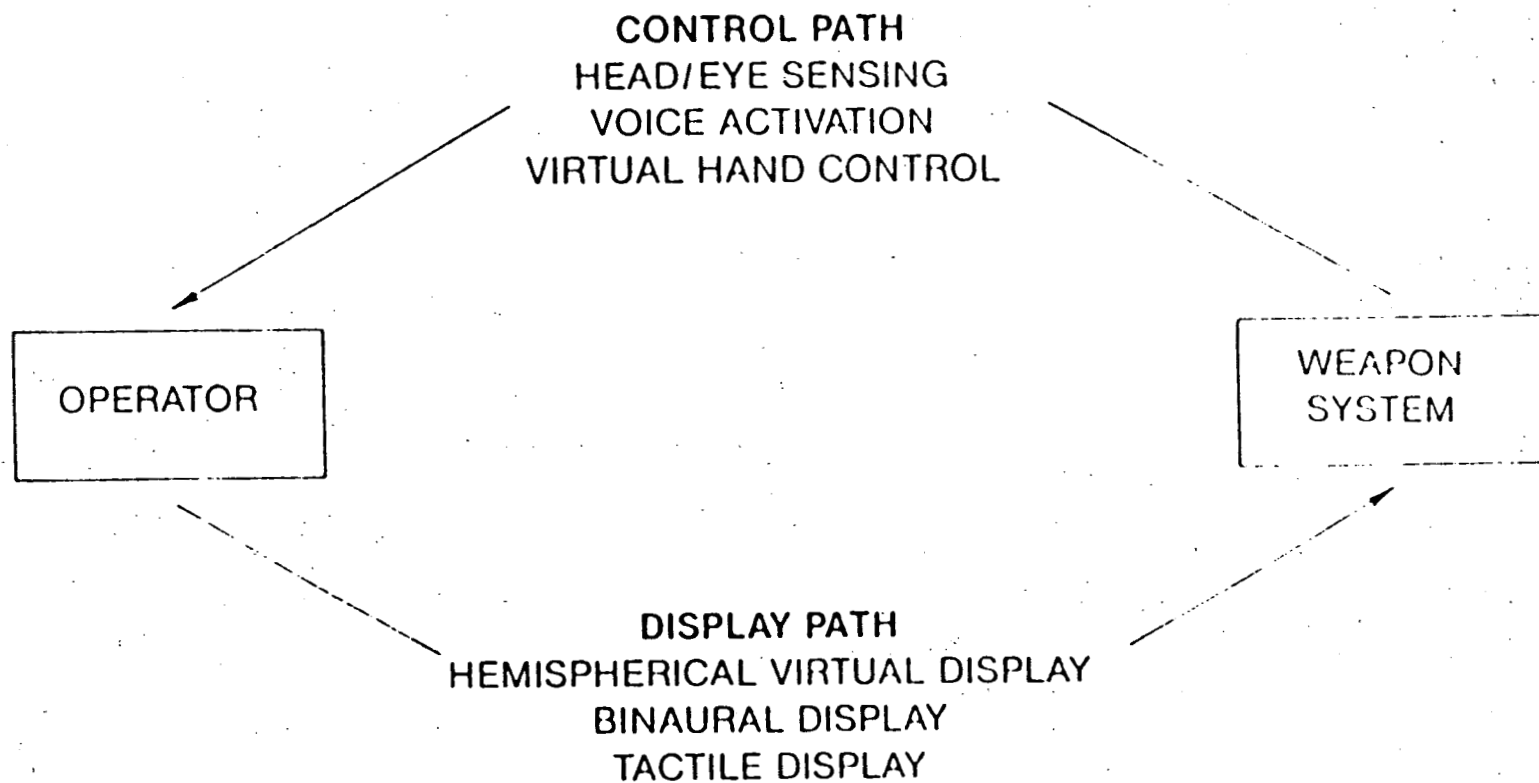 CONTROL PATH
HEAD/EYE SENSING
VOICE ACTIVATION
VIRTUAL HAND CONTROL
OPERATOR
WEAPON
SYSTEM
DISPLAY PATH
HEMISPHERICAL VIRTUAL DISPLAY
BINAURAL DISPLAY
TACTILE DISPLAY